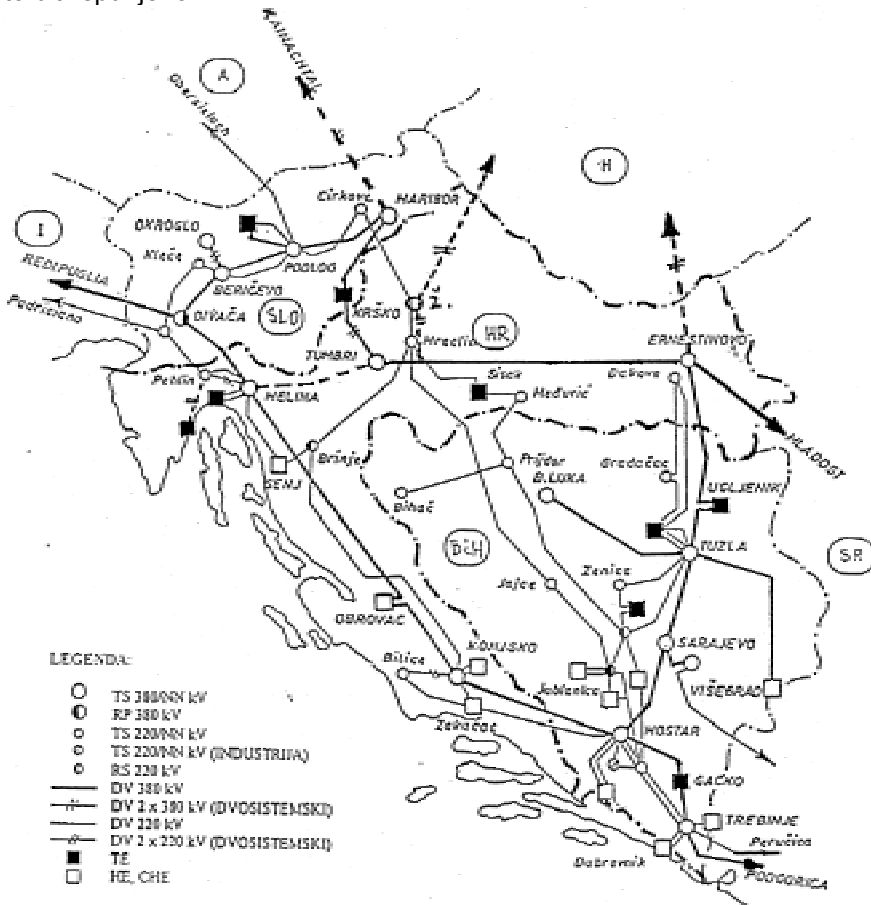 KAINACHTAL
A
Obersielach
H
Cirkovce
MARIBOR
I
OKROGLO
Kleče
PODLOG
REDIPUGLIA
BERIČEVO
Padriciano
DIVAČA
SLO
KRŠKO
HR
ERNESTINOVO
TUMBRI
Pehlin
Sisak
Đakovo
MELINA
Međurić
MLADOST
Brinje
Prijdor
Gradačac
SENJ
B.LUKA
UGLJENIK
Bihać
BiH
TUZLA
SR
Jajce
Zenica
OBROVAC
SARAJEVO
KONJSKO
LEGENDA:
Bilice
VIŠEGRAD
TS 380/NN kV
Jablanica
RP 380 kV
Zakučac
MOSTAR
TS 220/NN kV
TS 220/NN kV (INDUSTRIJA)
RS 220 kV
GACKO
DV 380 kV
DV 2 x 380 kV (DVOSISTEMSKI)
TREBINJE
DV 220 kV
DV 2 x 220 kV (DVOSISTEMSKI)
Perućica
TE
Dubrovnik
HE, CHE
PODGORICA